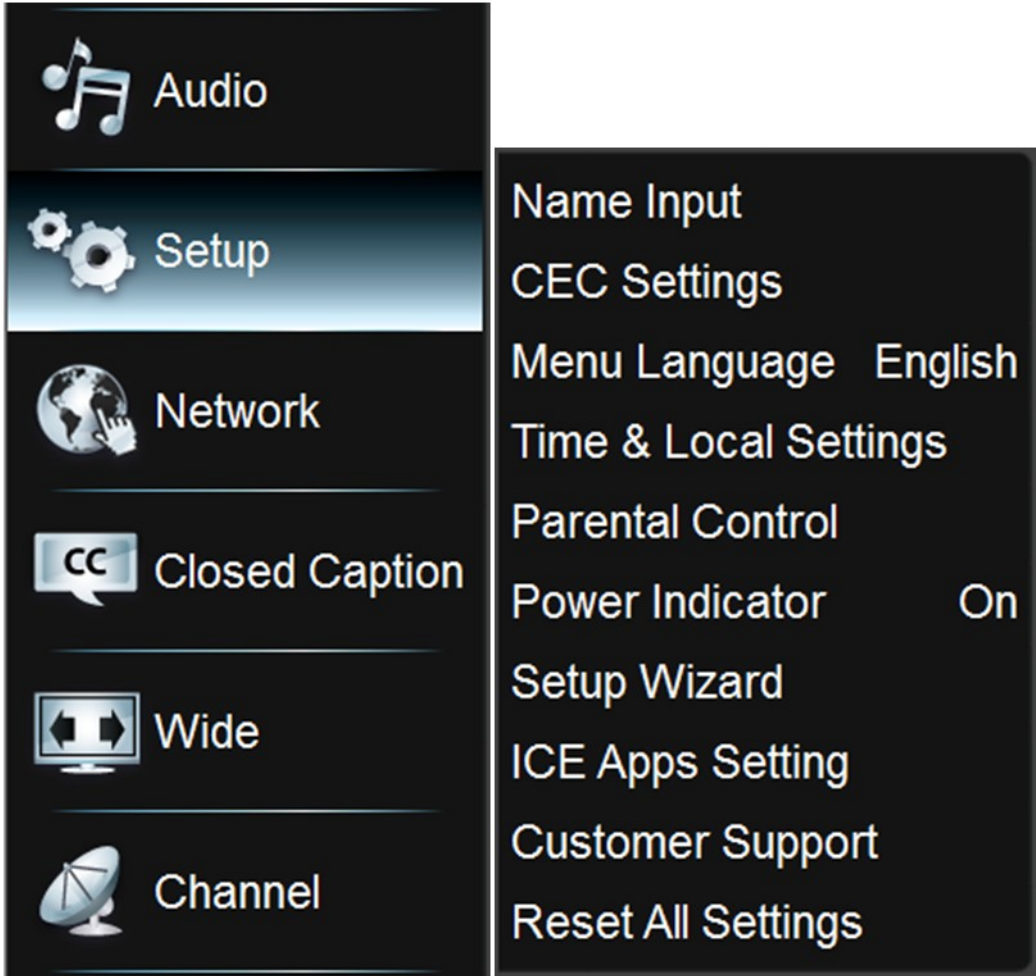 Audio
Setup
Network
CC
Closed Caption
Wide
Channel
Name Input
CEC Settings
Menu Language English
Time & Local Settings
Parental Control
Power Indicator On
Setup Wizard
ICE Apps Setting
Customer Support
Reset All Settings